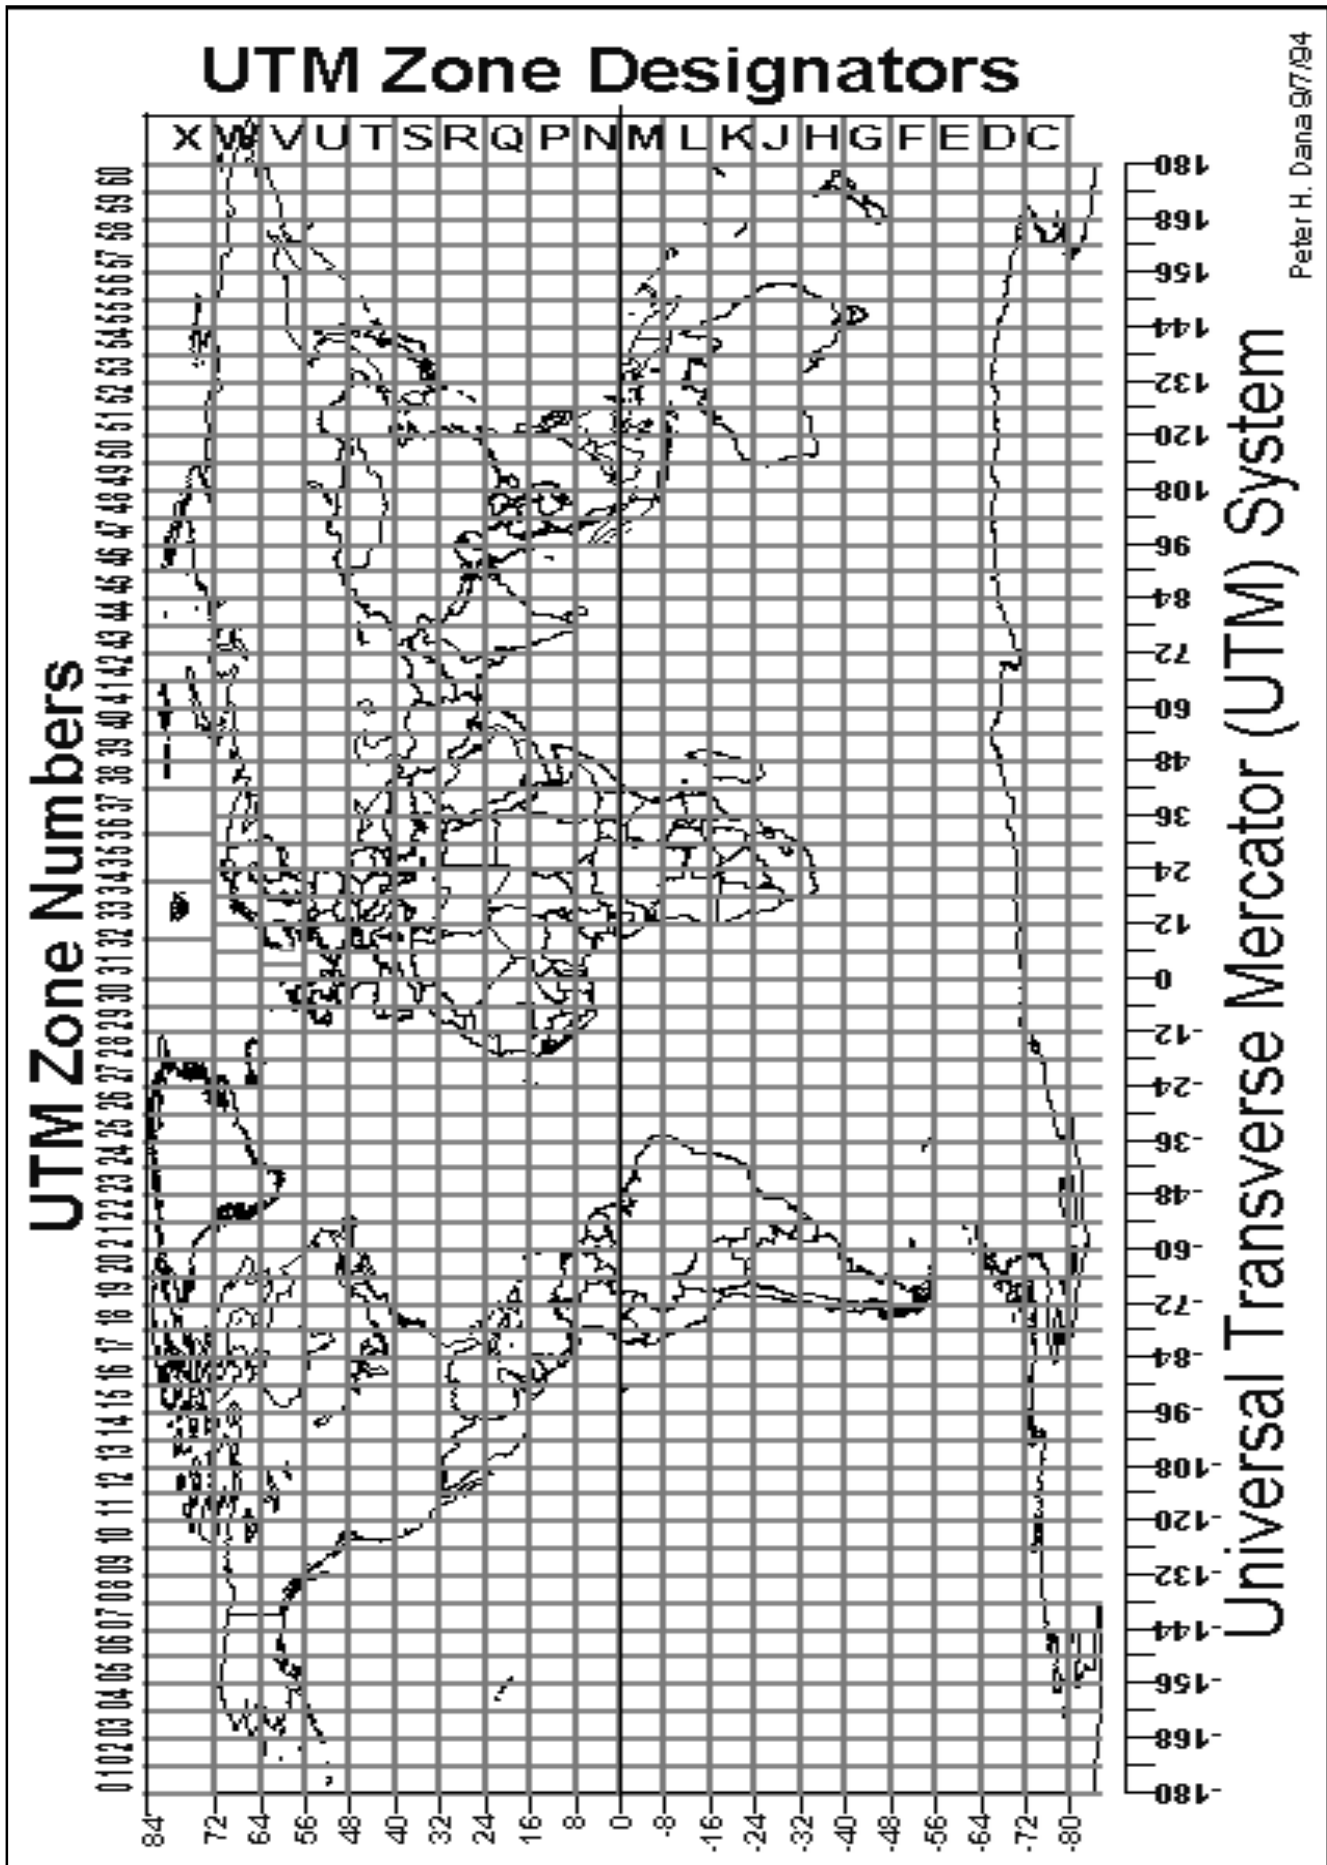 UTM Zone Numbers
01 02 03 04 05 06 07 08 09 10 11 12 13 14 15 16 17 18 19 20 21 22 23 24 25 26 27 28 29 30 31 32 33 34 35 36 37 38 39 40 41 42 43 44 45 46 47 48 49 50 51 52 53 54 55 56 57 58 59 60
UTM Zone Designators
X W V U T S R Q P N M L K J H G F E D C
84 72 64 56 48 40 32 24 16 8 0 -8 -16 -24 -32 -40 -48 -56 -64 -72 -80
-180 -168 -156 -144 -132 -120 -108 -96 -84 -72 -60 -48 -36 -24 -12 0 12 24 36 48 60 72 84 96 108 120 132 144 156 168 180
Universal Transverse Mercator (UTM) System
Peter H. Dana 9/7/94